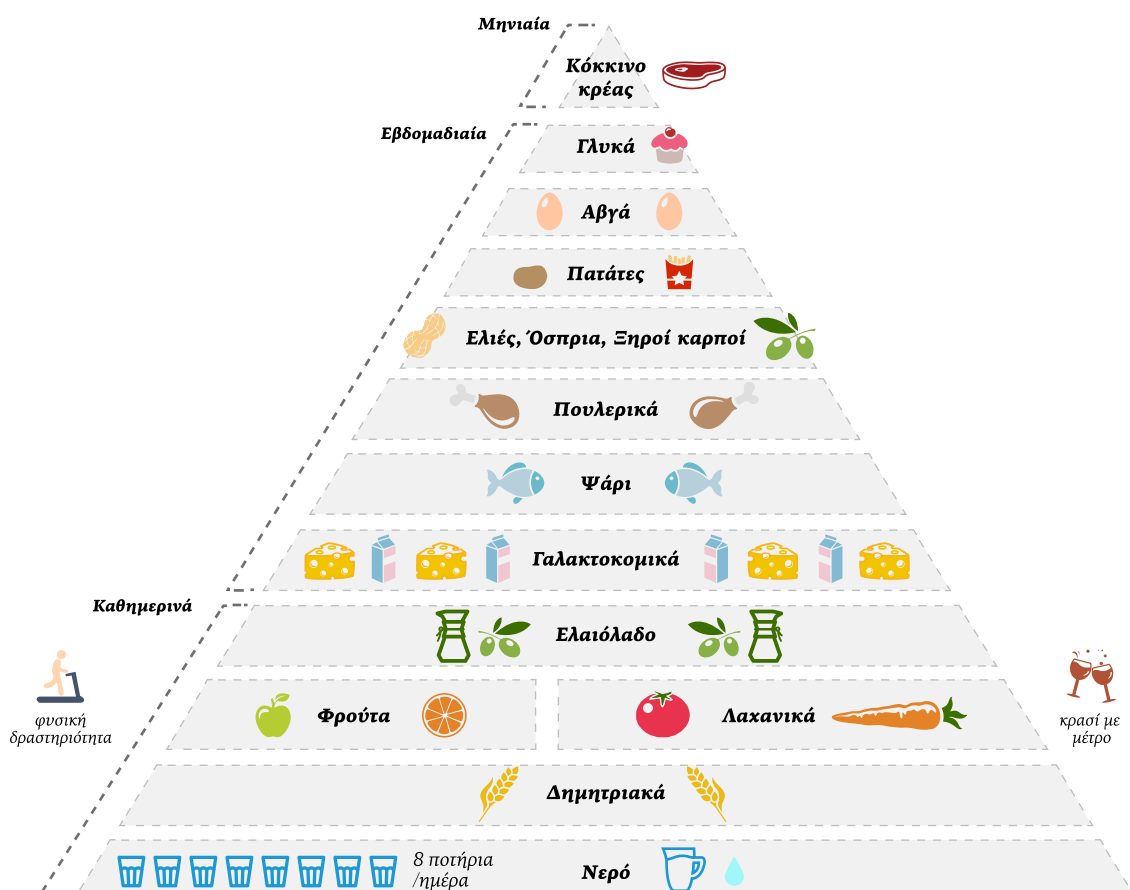 Μηνιαία
Κόκκινο
κρέας
Εβδομαδιαία
Γλυκά
Αβγά
Πατάτες
Ελιές, Όσπρια, Ξηροί καρποί
Πουλερικά
Ψάρι
Γαλακτοκομικά
Καθημερινά
Ελαιόλαδο
φυσική
δραστηριότητα
Φρούτα
Λαχανικά
κρασί με
μέτρο
Δημητριακά
8 ποτήρια
/ημέρα
Νερό